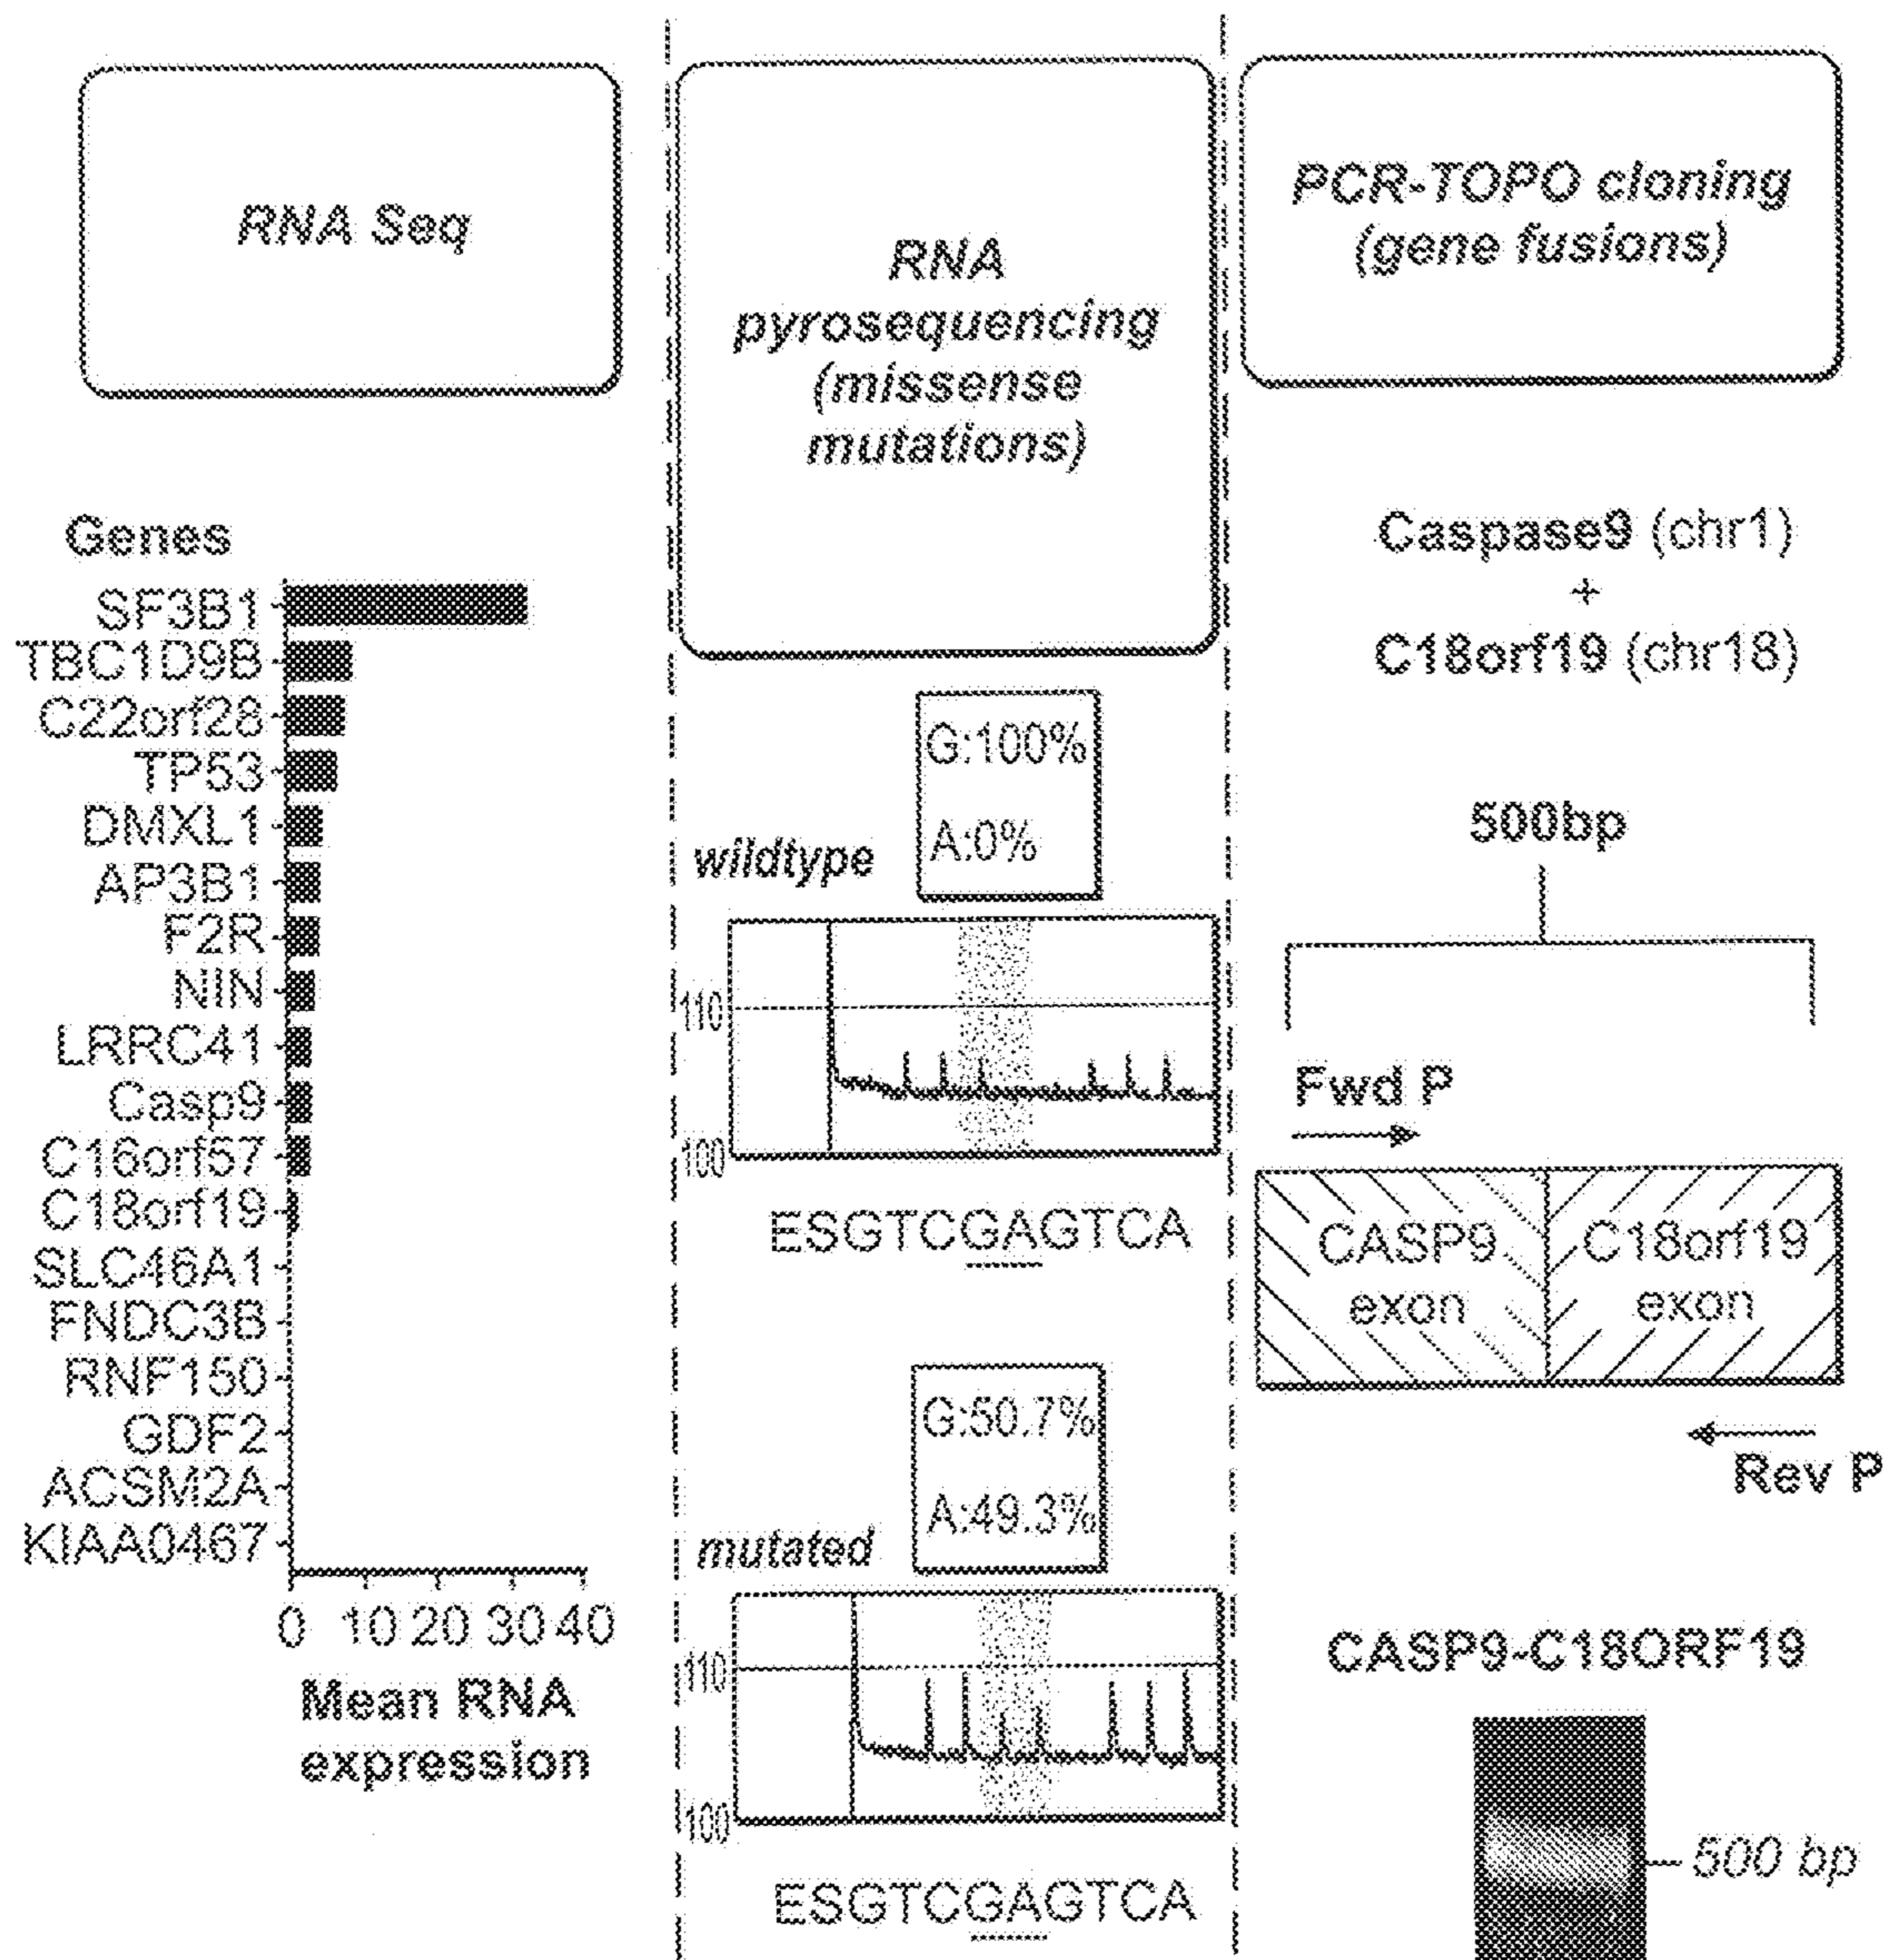 RNA Seq
Genes
SF3B1
TBC1D9B
C22orf28
TP53
DMXL1
AP3B1
F2R
NIN
LRRC41
Casp9
C16orf57
C18orf19
SLC46A1
FNDC3B
RNF150
GDF2
ACSM2A
KIAA0467
0 10 20 30 40
Mean RNA
expression
RNA
pyrosequencing
(missense
mutations)
G:100%
A:0%
wildtype
110
100
ESGTCGAGTCA
G:50.7%
A:49.3%
mutated
110
100
ESGTCGAGTCA
PCR-TOPO cloning
(gene fusions)
Caspase9 (chr1)
+
C18orf19 (chr18)
500bp
Fwd P
CASP9 C18orf19
exon exon
Rev P
CASP9-C18ORF19
500 bp